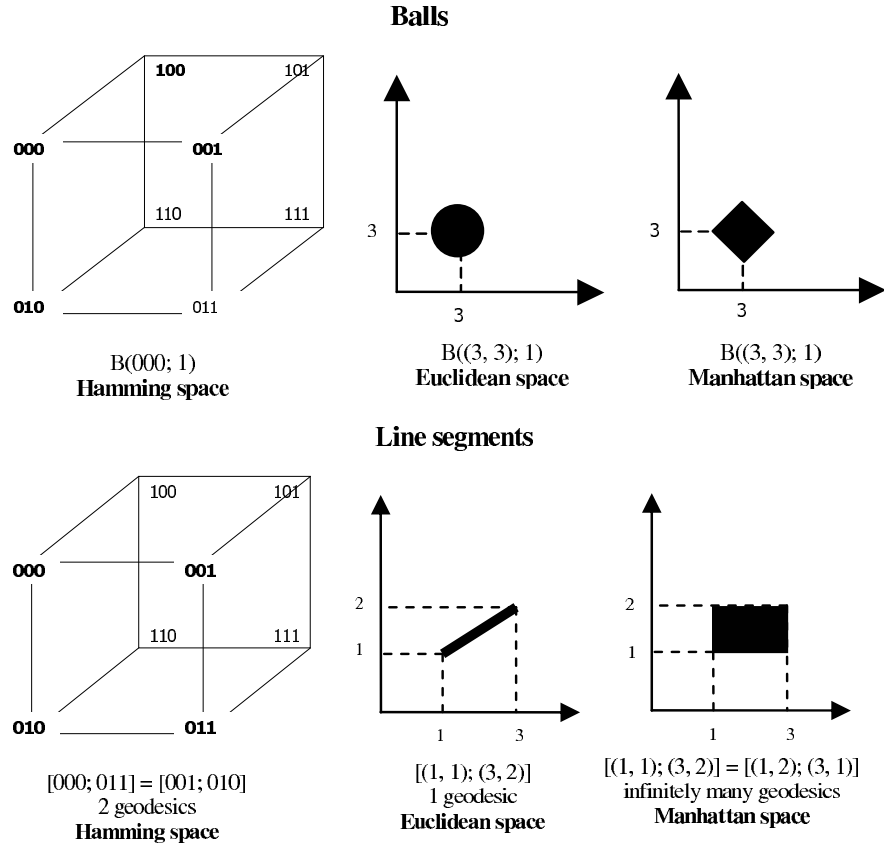 Balls
100
101
000
001
110
111
010
011
3
3
3
3
B(000; 1)
Hamming space
B((3, 3); 1)
Euclidean space
B((3, 3); 1)
Manhattan space
Line segments
100
101
000
001
110
111
010
011
2
1
1
3
2
1
1
3
[000; 011] = [001; 010]
2 geodesics
Hamming space
[(1, 1); (3, 2)]
1 geodesic
Euclidean space
[(1, 1); (3, 2)] = [(1, 2); (3, 1)]
infinitely many geodesics
Manhattan space